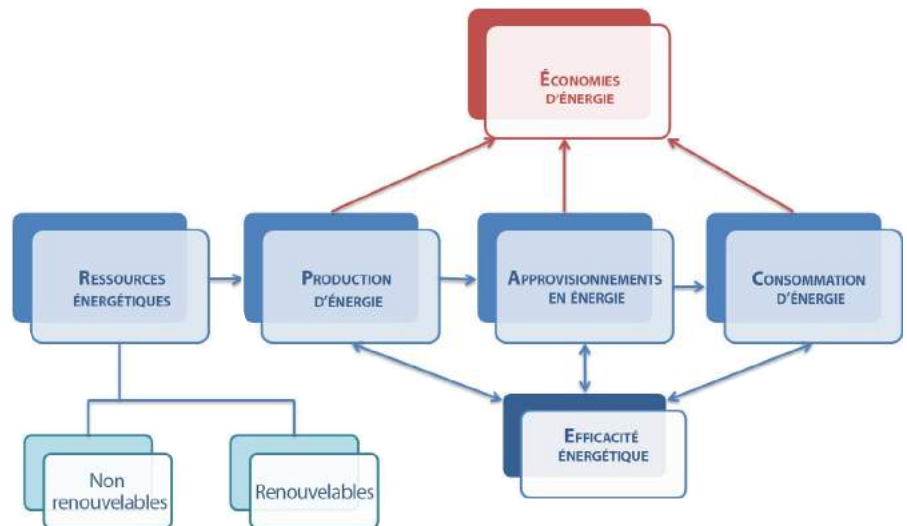 ÉCONOMIES
D'ÉNERGIE
RESSOURCES
ÉNERGÉTIQUES
PRODUCTION
D'ÉNERGIE
APPROVISIONNEMENTS
EN ÉNERGIE
CONSOMMATION
D'ÉNERGIE
EFFICACITÉ
ÉNERGÉTIQUE
Non
renouvelables
Renouvelables